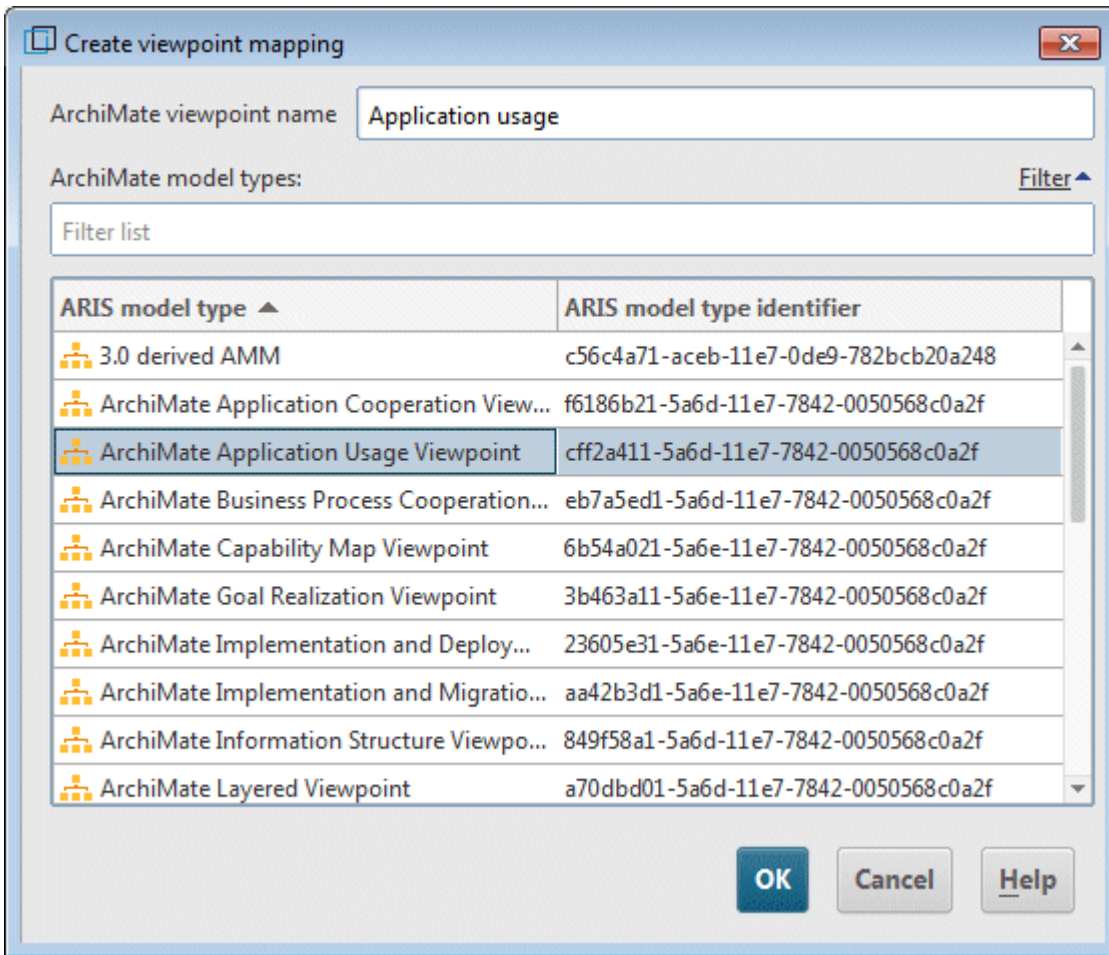 Create viewpoint mapping
ArchiMate viewpoint name Application usage
ArchiMate model types: Filter
Filter list
ARIS model type ARIS model type identifier
3.0 derived AMM c56c4a71-aceb-11e7-0de9-782bcb20a248
ArchiMate Application Cooperation View... f6186b21-5a6d-11e7-7842-0050568c0a2f
ArchiMate Application Usage Viewpoint cff2a411-5a6d-11e7-7842-0050568c0a2f
ArchiMate Business Process Cooperation... eb7a5ed1-5a6d-11e7-7842-0050568c0a2f
ArchiMate Capability Map Viewpoint 6b54a021-5a6e-11e7-7842-0050568c0a2f
ArchiMate Goal Realization Viewpoint 3b463a11-5a6e-11e7-7842-0050568c0a2f
ArchiMate Implementation and Deploy... 23605e31-5a6e-11e7-7842-0050568c0a2f
ArchiMate Implementation and Migratio... aa42b3d1-5a6e-11e7-7842-0050568c0a2f
ArchiMate Information Structure Viewpo... 849f58a1-5a6d-11e7-7842-0050568c0a2f
ArchiMate Layered Viewpoint a70dbd01-5a6d-11e7-7842-0050568c0a2f
OK Cancel Help